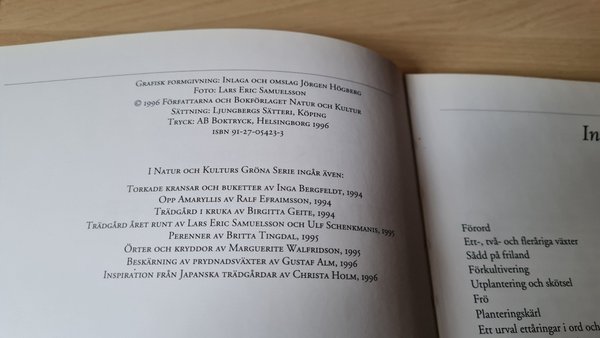 GRAFISK FORMGIVNING: INLAGA OCH OMSLAG JÖRGEN HÖGBERG
FOTO: LARS ERIC SAMUELSSON
© 1996 FÖRFATTARNA OCH BOKFÖRLAGET NATUR OCH KULTUR
SÄTTNING: LJUNGBERGS SÄTTERI, KÖPING
TRYCK: AB BOKTRYCK, HELSINGBORG 1996
ISBN 91-27-05423-3
I NATUR OCH KULTURS GRÖNA SERIE INGÅR ÄVEN:
TORKADE KRANSAR OCH BUKETTER AV INGA BERGFELDT, 1994
OPP AMARYLLIS AV RALF EFRAIMSSON, 1994
TRÄDGÅRD I KRUKA AV BIRGITTA GEITE, 1994
TRÄDGÅRD ÅRET RUNT AV LARS ERIC SAMUELSSON OCH ULF SCHENKMANIS, 1995
PERENNER AV BRITTA TINGDAL, 1995
ÖRTER OCH KRYDDOR AV MARGUERITE WALFRIDSON, 1995
BESKÄRNING AV PRYDNADSVÄXTER AV GUSTAF ALM, 1996
INSPIRATION FRÅN JAPANSKA TRÄDGÅRDAR AV CHRISTA HOLM, 1996
In
Förord
Ett-, två- och fleråriga växter
Sådd på friland
Förkultivering
Utplantering och skötsel
Frö
Planteringskärl
Ett urval ettåringar i ord och